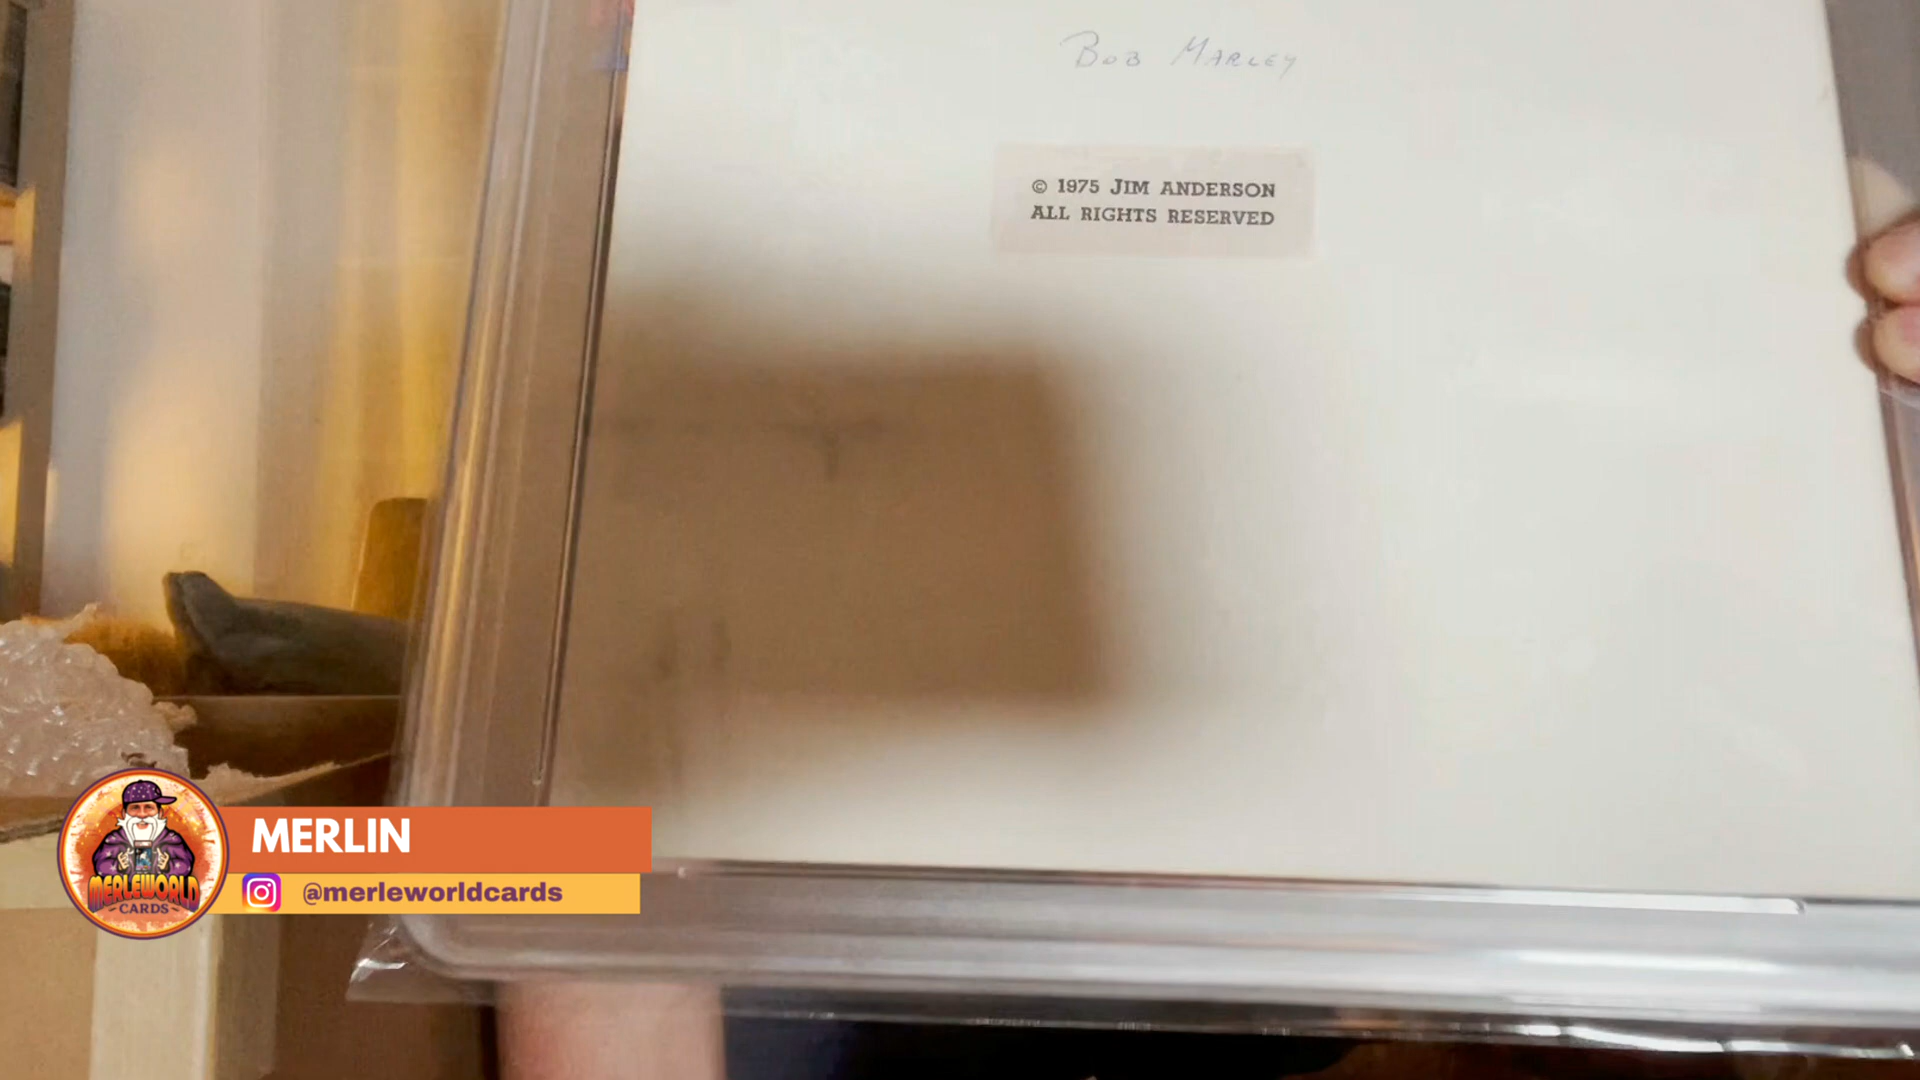 Bob Marley
© 1975 JIM ANDERSON
ALL RIGHTS RESERVED
MERLIN
@merleworldcards
MERLEWORLD
-CARDS-